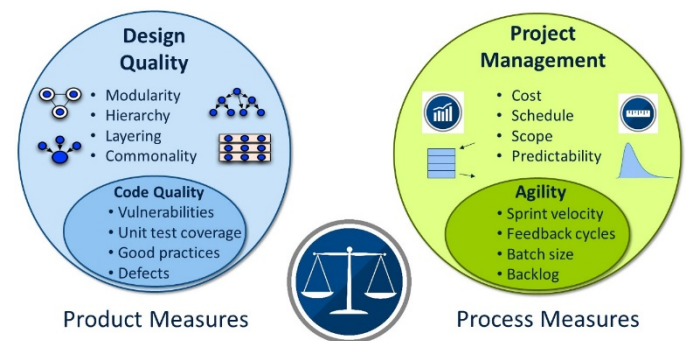 Design
Quality
• Modularity
• Hierarchy
• Layering
• Commonality
Code Quality
• Vulnerabilities
• Unit test coverage
• Good practices
• Defects
Product Measures
Project
Management
• Cost
• Schedule
• Scope
• Predictability
Agility
• Sprint velocity
• Feedback cycles
• Batch size
• Backlog
Process Measures